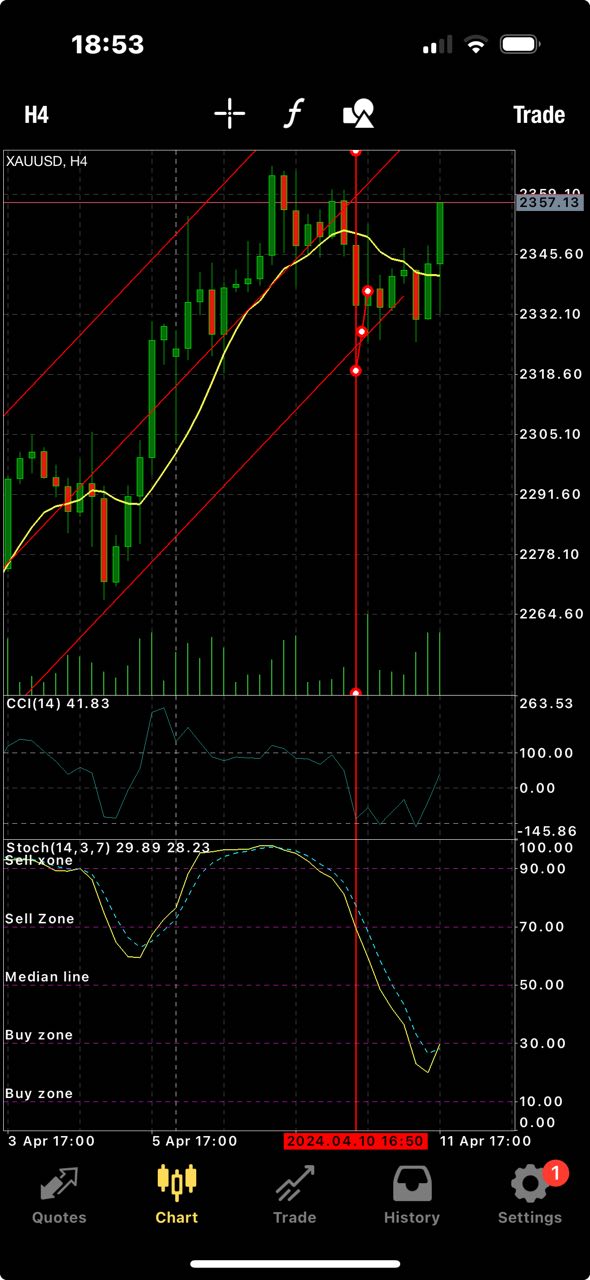 18:53
H4 f Trade
XAUUSD, H4
2359.10
2357.13
2345.60
2332.10
2318.60
2305.10
2291.60
2278.10
2264.60
CCI(14) 41.83
263.53
100.00
0.00
-145.86
Stoch(14,3,7) 29.89 28.23
100.00
Sell xone
90.00
Sell Zone
70.00
Median line
50.00
Buy zone
30.00
Buy zone
10.00
0.00
3 Apr 17:00 5 Apr 17:00 2024.04.10 16:50 11 Apr 17:00
1
Quotes Chart Trade History Settings